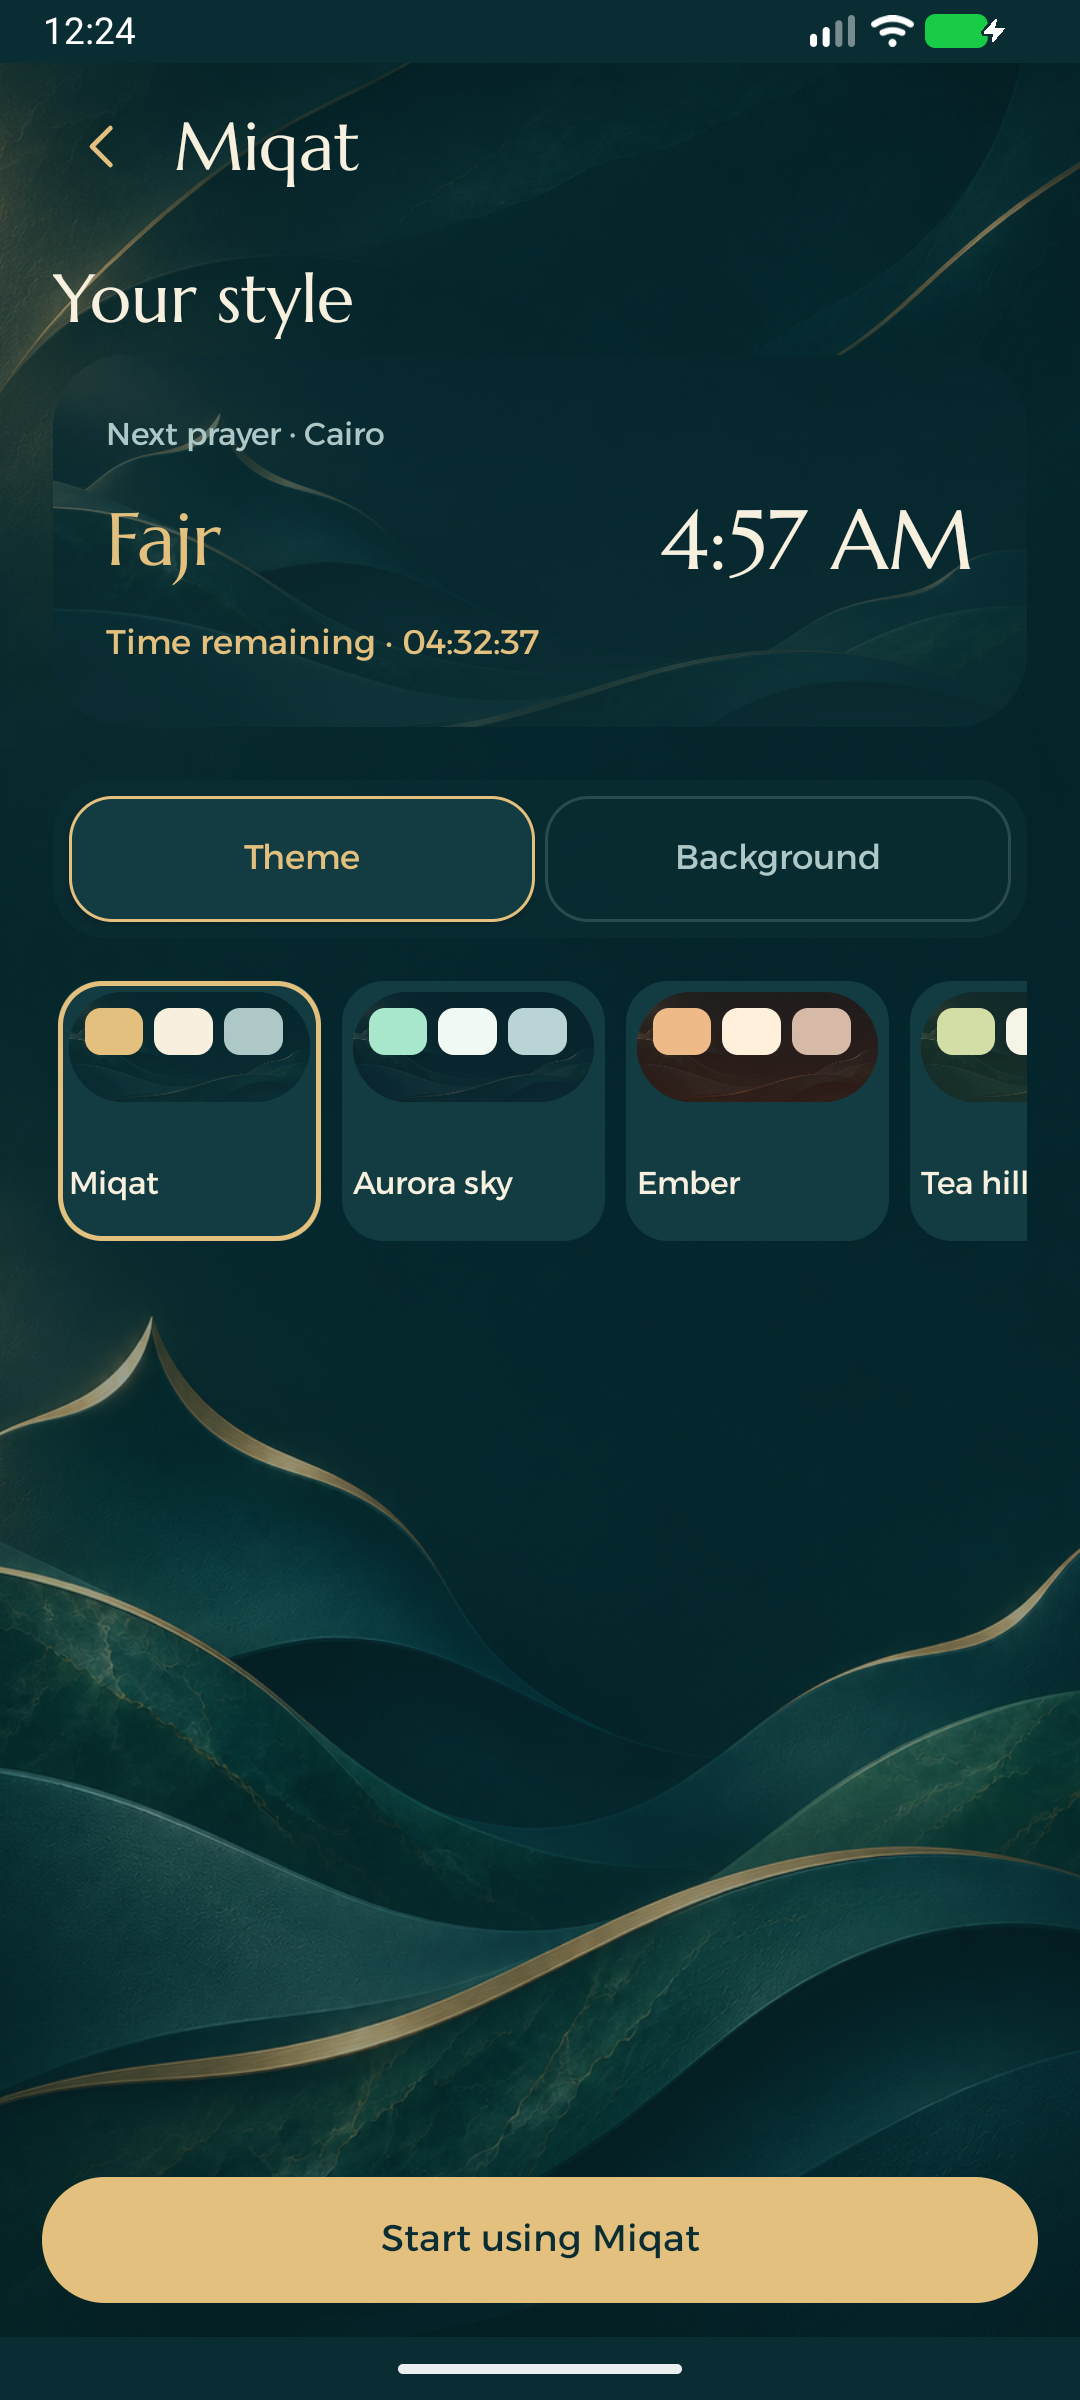 12:24
Miqat
Your style
Next prayer · Cairo
Fajr
4:57 AM
Time remaining · 04:32:37
Theme
Background
Miqat
Aurora sky
Ember
Tea hill
Start using Miqat